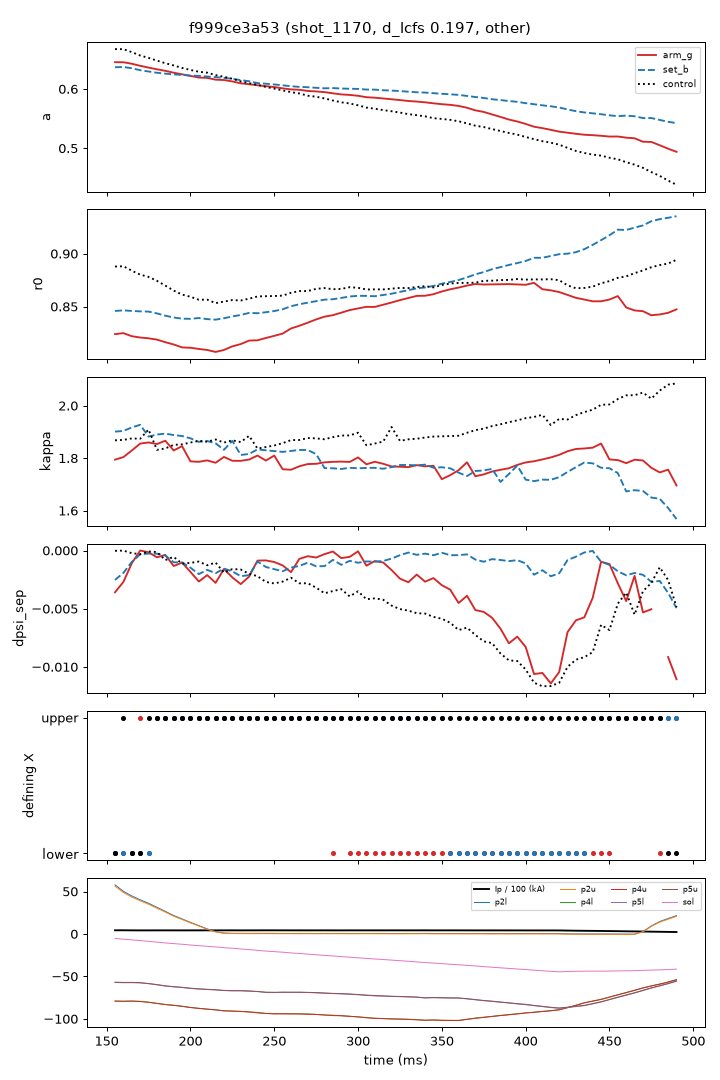 f999ce3a53 (shot_1170, d_lcfs 0.197, other)
arm_g
set_b
control
0.6
0.5
a
0.90
0.85
r0
2.0
1.8
1.6
kappa
0.000
−0.005
−0.010
dpsi_sep
upper
lower
defining X
Ip / 100 (kA) p2u p4u p5u
p2l p4l p5l sol
50
0
−50
−100
150 200 250 300 350 400 450 500
time (ms)